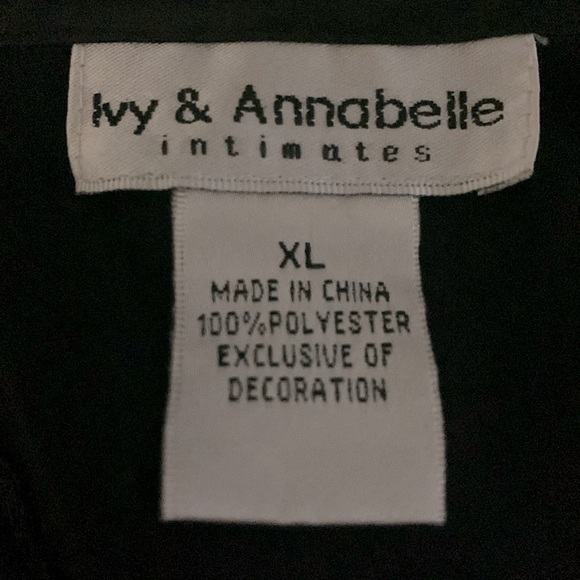 Ivy & Annabelle
intimates
XL
MADE IN CHINA
100%POLYESTER
EXCLUSIVE OF
DECORATION